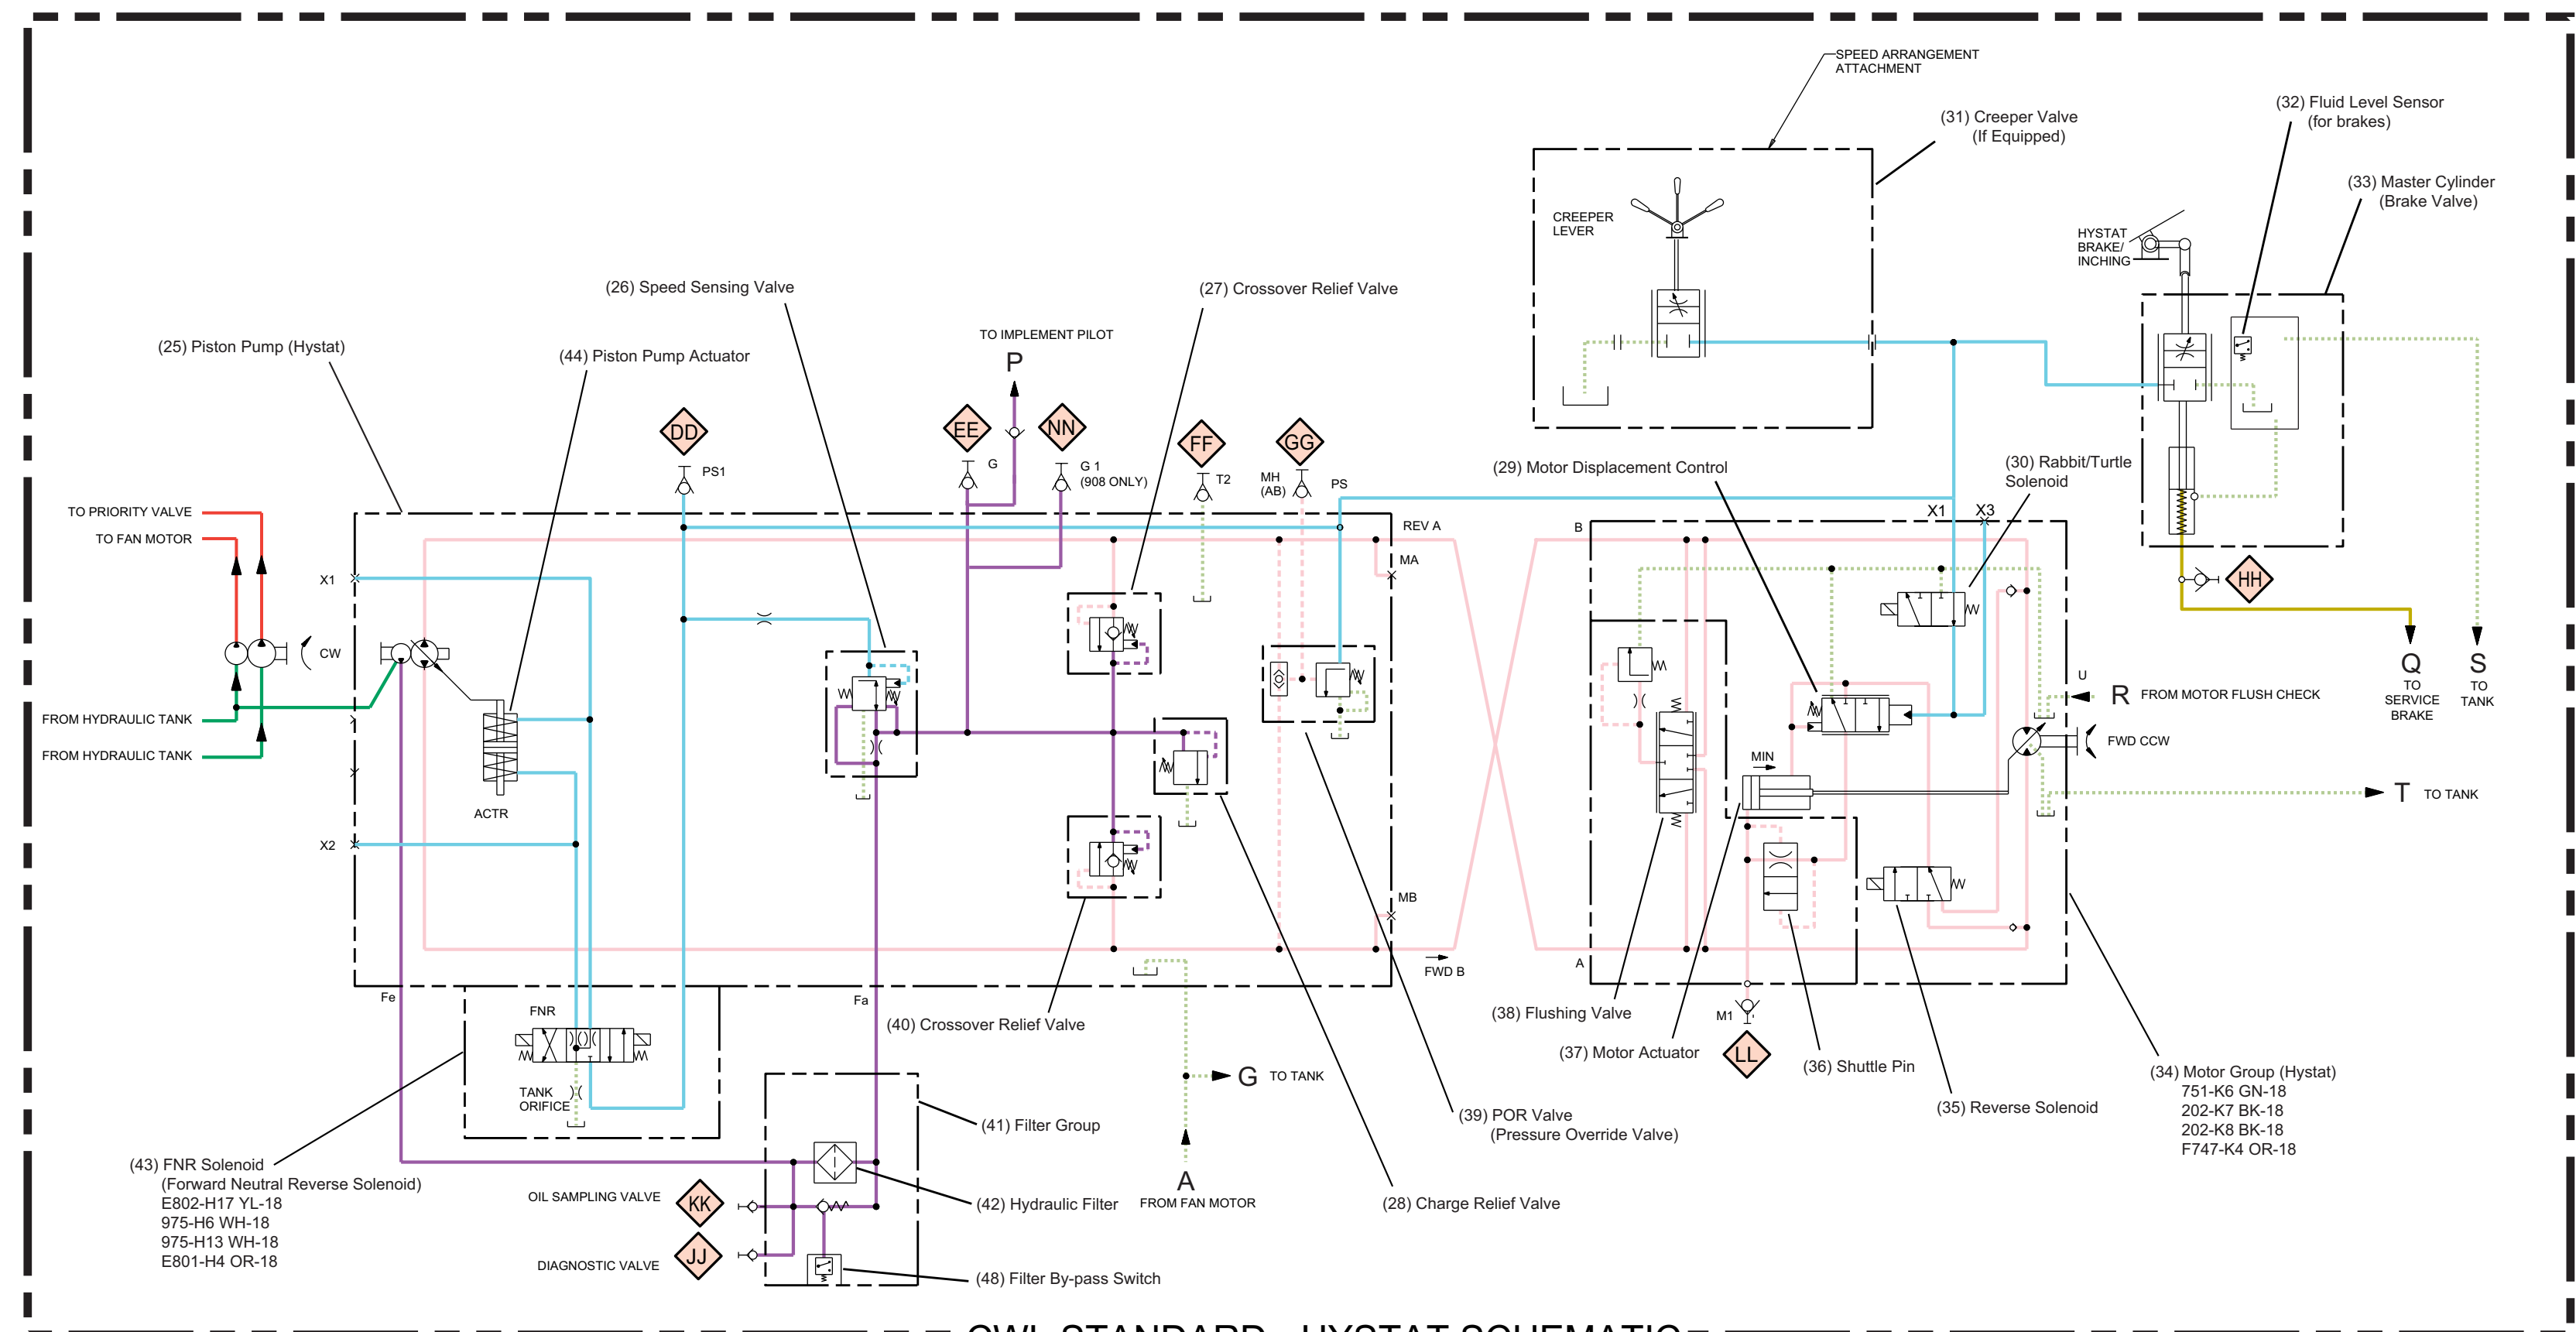 SPEED ARRANGEMENT
ATTACHMENT
(31) Creeper Valve
(If Equipped)
(32) Fluid Level Sensor
(for brakes)
(33) Master Cylinder
(Brake Valve)
CREEPER
LEVER
HYSTAT
BRAKE/
INCHING
(26) Speed Sensing Valve
(27) Crossover Relief Valve
(25) Piston Pump (Hystat)
(44) Piston Pump Actuator
TO IMPLEMENT PILOT
P
DD
EE
NN
FF
GG
PS1
G
G 1
(908 ONLY)
T2
MH
(AB)
PS
(29) Motor Displacement Control
(30) Rabbit/Turtle
Solenoid
TO PRIORITY VALVE
TO FAN MOTOR
REV A
B
X1
X3
MA
X1
HH
CW
Q
TO
SERVICE
BRAKE
S
TO
TANK
U
R FROM MOTOR FLUSH CHECK
FROM HYDRAULIC TANK
FROM HYDRAULIC TANK
FWD CCW
MIN
T TO TANK
ACTR
X2
MB
FWD B
A
Fe
Fa
FNR
TANK
ORIFICE
(40) Crossover Relief Valve
(38) Flushing Valve
M1
(37) Motor Actuator
LL
(36) Shuttle Pin
(35) Reverse Solenoid
(34) Motor Group (Hystat)
751-K6 GN-18
202-K7 BK-18
202-K8 BK-18
F747-K4 OR-18
G TO TANK
(41) Filter Group
(39) POR Valve
(Pressure Override Valve)
(43) FNR Solenoid
(Forward Neutral Reverse Solenoid)
E802-H17 YL-18
975-H6 WH-18
975-H13 WH-18
E801-H4 OR-18
OIL SAMPLING VALVE
KK
(42) Hydraulic Filter
A
FROM FAN MOTOR
(28) Charge Relief Valve
DIAGNOSTIC VALVE
JJ
(48) Filter By-pass Switch
CWL STANDARD - HYSTAT SCHEMATIC